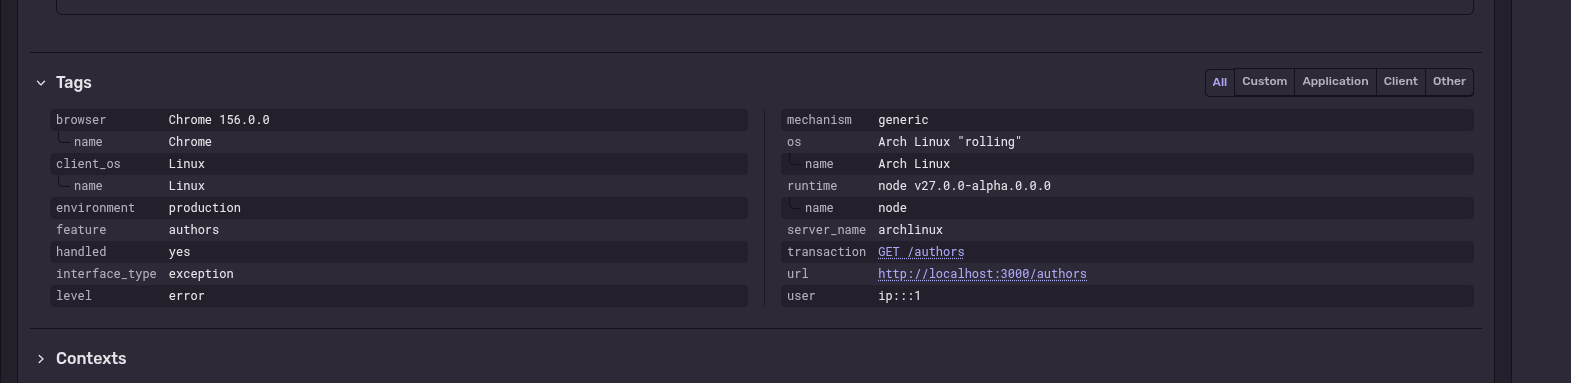 Tags
All Custom Application Client Other
browser Chrome 156.0.0
name Chrome
client_os Linux
name Linux
environment production
feature authors
handled yes
interface_type exception
level error
mechanism generic
os Arch Linux "rolling"
name Arch Linux
runtime node v27.0.0-alpha.0.0.0
name node
server_name archlinux
transaction GET /authors
url http://localhost:3000/authors
user ip:::1
Contexts